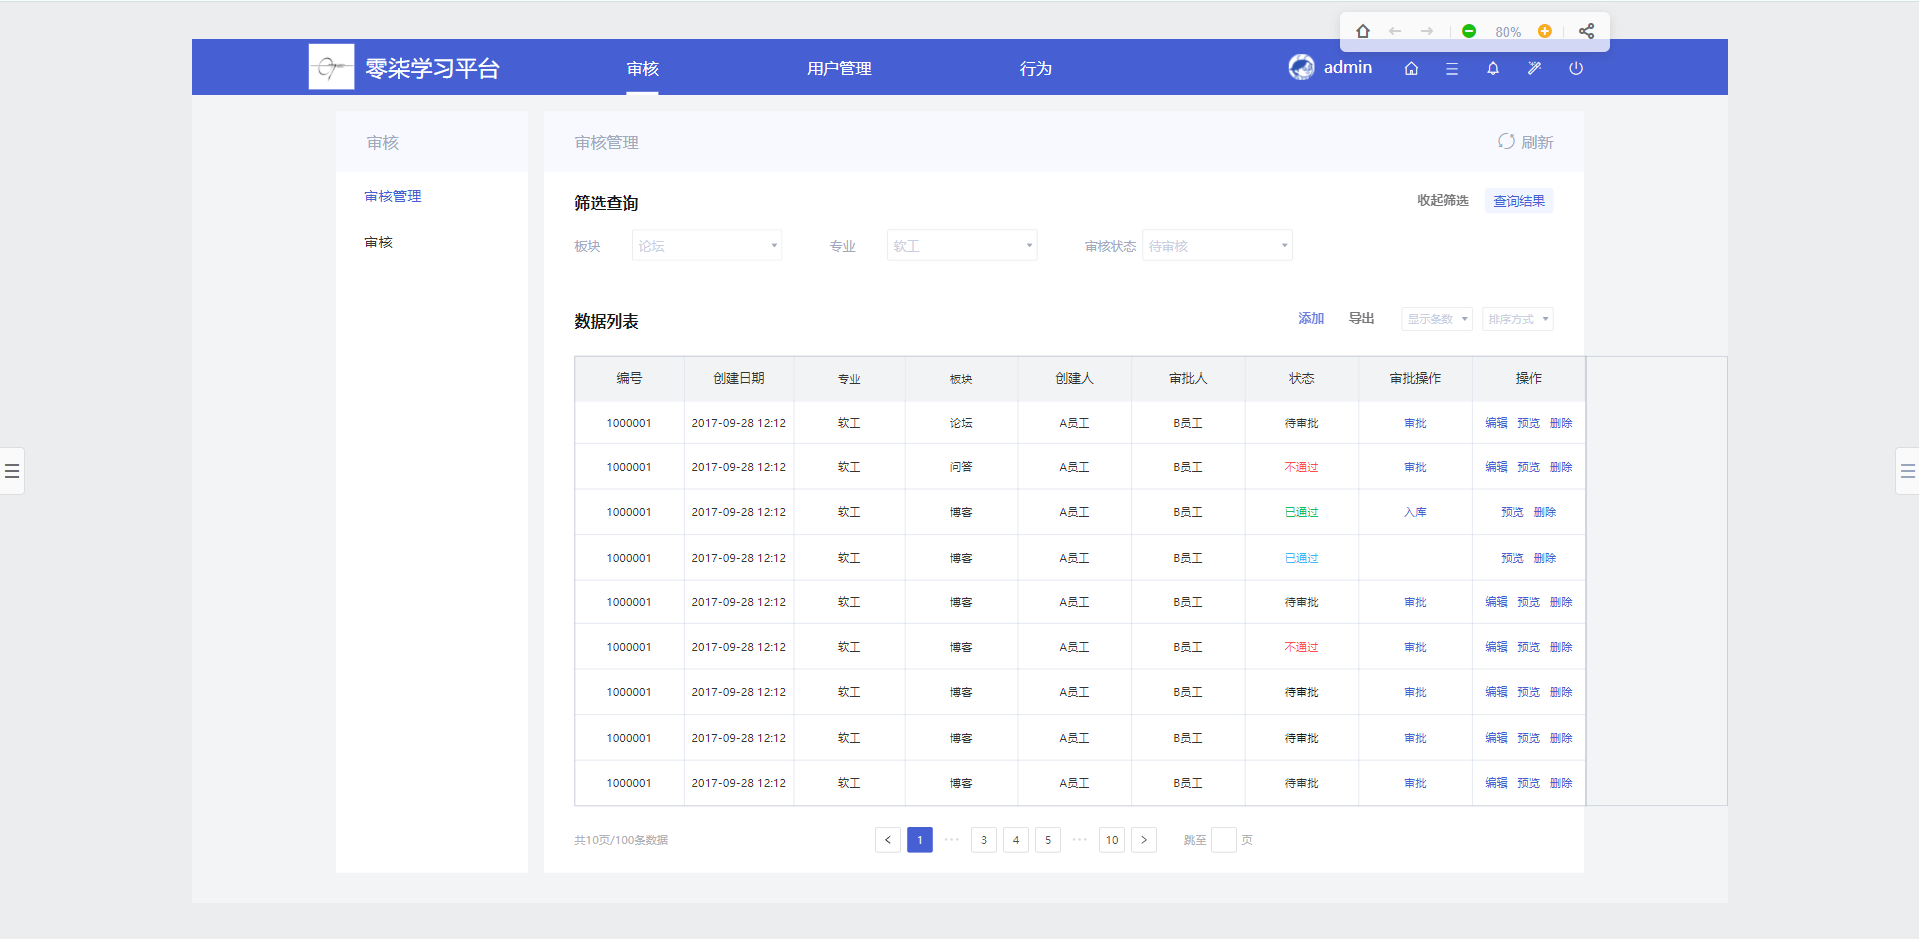 80%
零柒学习平台 审核 用户管理 行为 admin
审核
审核管理
审核
审核管理 刷新
筛选查询 收起筛选 查询结果
板块 论坛 专业 软工 审核状态 待审核
数据列表 添加 导出 显示条数 排序方式
编号 创建日期 专业 板块 创建人 审批人 状态 审批操作 操作
1000001 2017-09-28 12:12 软工 论坛 A员工 B员工 待审批 审批 编辑 预览 删除
1000001 2017-09-28 12:12 软工 问答 A员工 B员工 不通过 审批 编辑 预览 删除
1000001 2017-09-28 12:12 软工 博客 A员工 B员工 已通过 入库 预览 删除
1000001 2017-09-28 12:12 软工 博客 A员工 B员工 已通过 预览 删除
1000001 2017-09-28 12:12 软工 博客 A员工 B员工 待审批 审批 编辑 预览 删除
1000001 2017-09-28 12:12 软工 博客 A员工 B员工 不通过 审批 编辑 预览 删除
1000001 2017-09-28 12:12 软工 博客 A员工 B员工 待审批 审批 编辑 预览 删除
1000001 2017-09-28 12:12 软工 博客 A员工 B员工 待审批 审批 编辑 预览 删除
1000001 2017-09-28 12:12 软工 博客 A员工 B员工 待审批 审批 编辑 预览 删除
共10页/100条数据 < 1 ··· 3 4 5 ··· 10 > 跳至 页